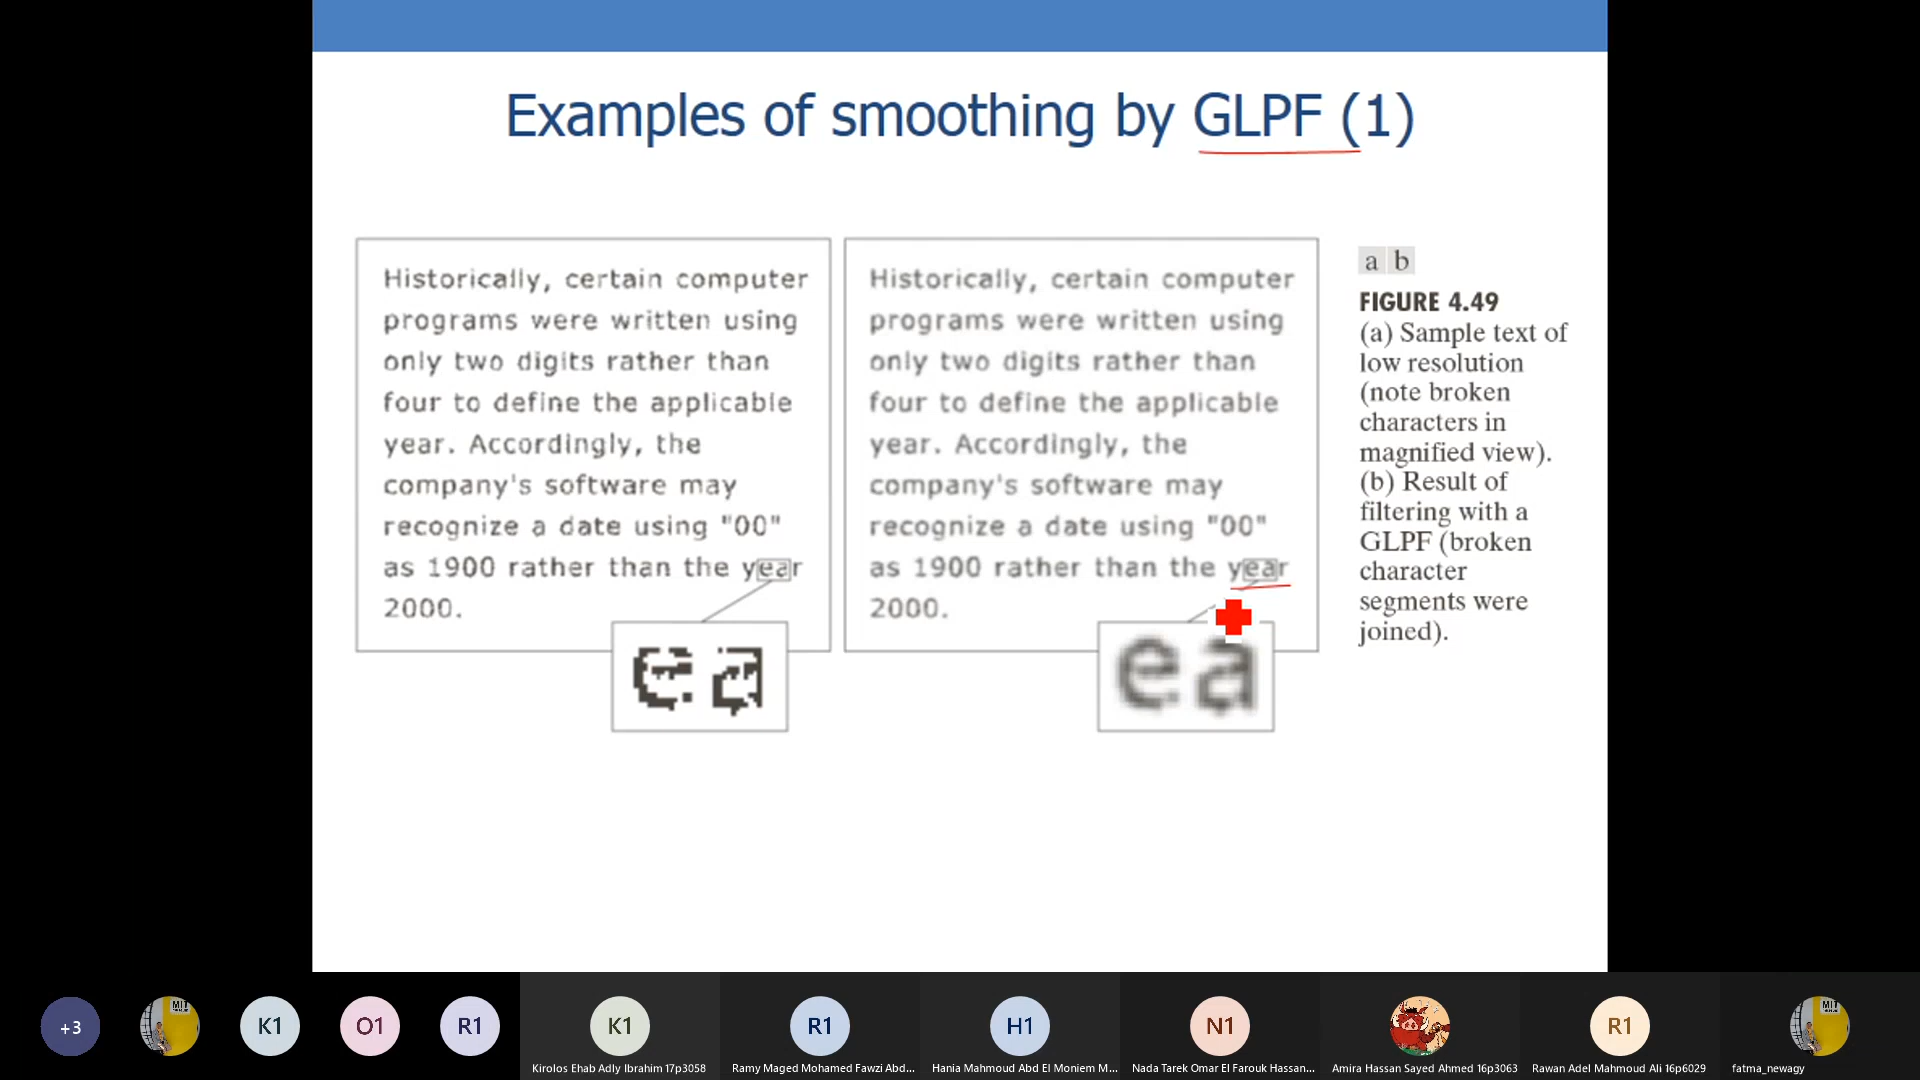 Examples of smoothing by GLPF (1)
Historically, certain computer
programs were written using
only two digits rather than
four to define the applicable
year. Accordingly, the
company's software may
recognize a date using "00"
as 1900 rather than the year
2000.
ea
Historically, certain computer
programs were written using
only two digits rather than
four to define the applicable
year. Accordingly, the
company's software may
recognize a date using "00"
as 1900 rather than the year
2000.
ea
a b
FIGURE 4.49
(a) Sample text of
low resolution
(note broken
characters in
magnified view).
(b) Result of
filtering with a
GLPF (broken
character
segments were
joined).
+3
MIT
K1
O1
R1
K1
Kirolos Ehab Adly Ibrahim 17p3058
R1
Ramy Maged Mohamed Fawzi Abd...
H1
Hania Mahmoud Abd El Moniem M...
N1
Nada Tarek Omar El Farouk Hassan...
Amira Hassan Sayed Ahmed 16p3063
R1
Rawan Adel Mahmoud Ali 16p6029
MIT
fatma_newagy